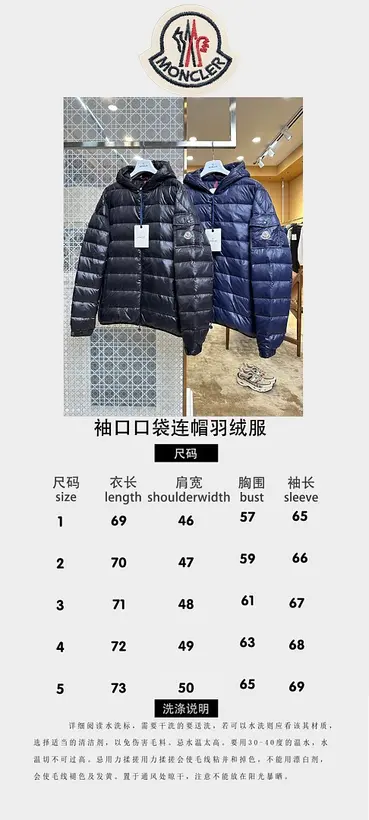 MONCLER
袖口口袋连帽羽绒服
尺码
尺码 衣长 肩宽 胸围 袖长
size length shoulderwidth bust sleeve
1 69 46 57 65
2 70 47 59 66
3 71 48 61 67
4 72 49 63 68
5 73 50 65 69
洗涤说明
详细阅读水洗标，需要干洗的要送洗，若可以水洗则应看该其材质，
选择适当的清洁剂，以免伤害毛料。总水温太高。要用30-40度的温水，水
温切不可过高。总用力揉搓用力揉搓会使毛线粘并和掉色，不能用漂白剂，
会使毛线褪色及发黄。置于通风处晾干，注意不能放在阳光暴晒。